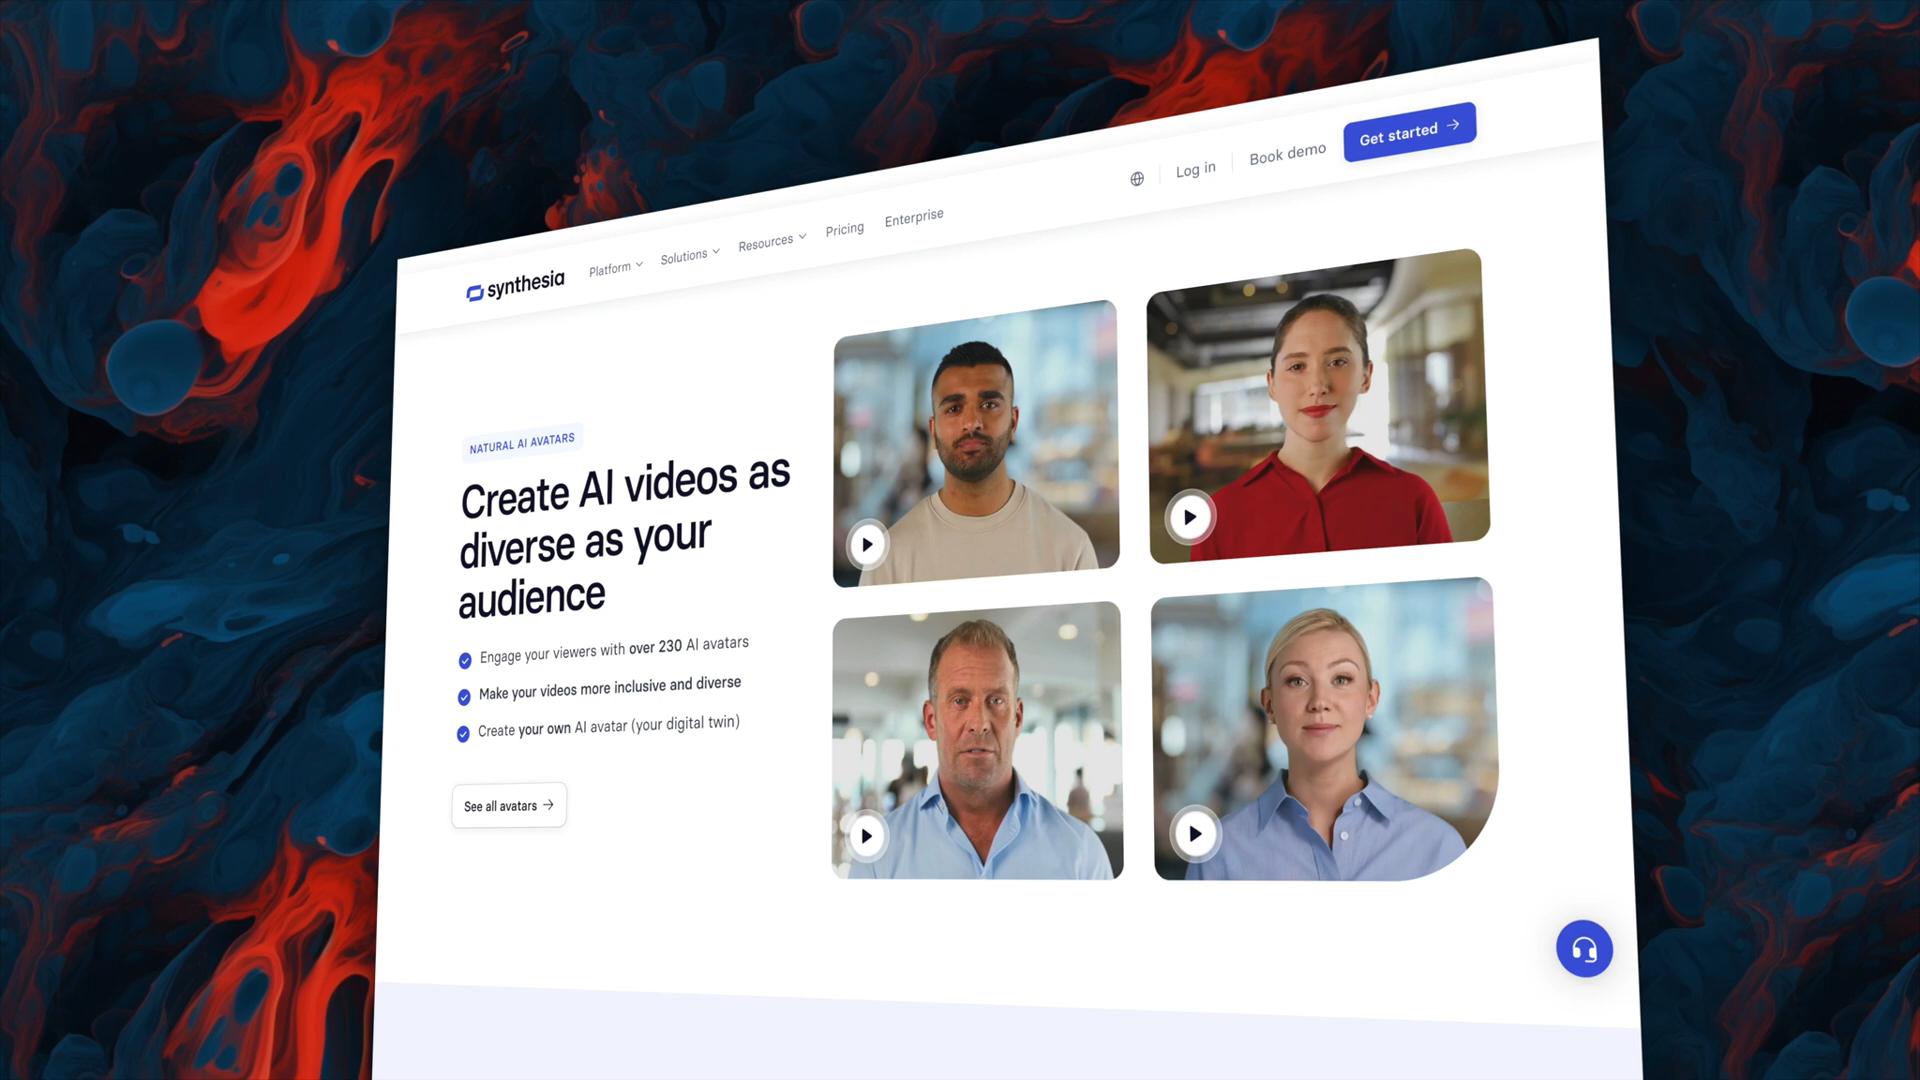 synthesia
Platform
Solutions
Resources
Pricing
Enterprise
Log in
Book demo
Get started
NATURAL AI AVATARS
Create AI videos as
diverse as your
audience
Engage your viewers with over 230 AI avatars
Make your videos more inclusive and diverse
Create your own AI avatar (your digital twin)
See all avatars